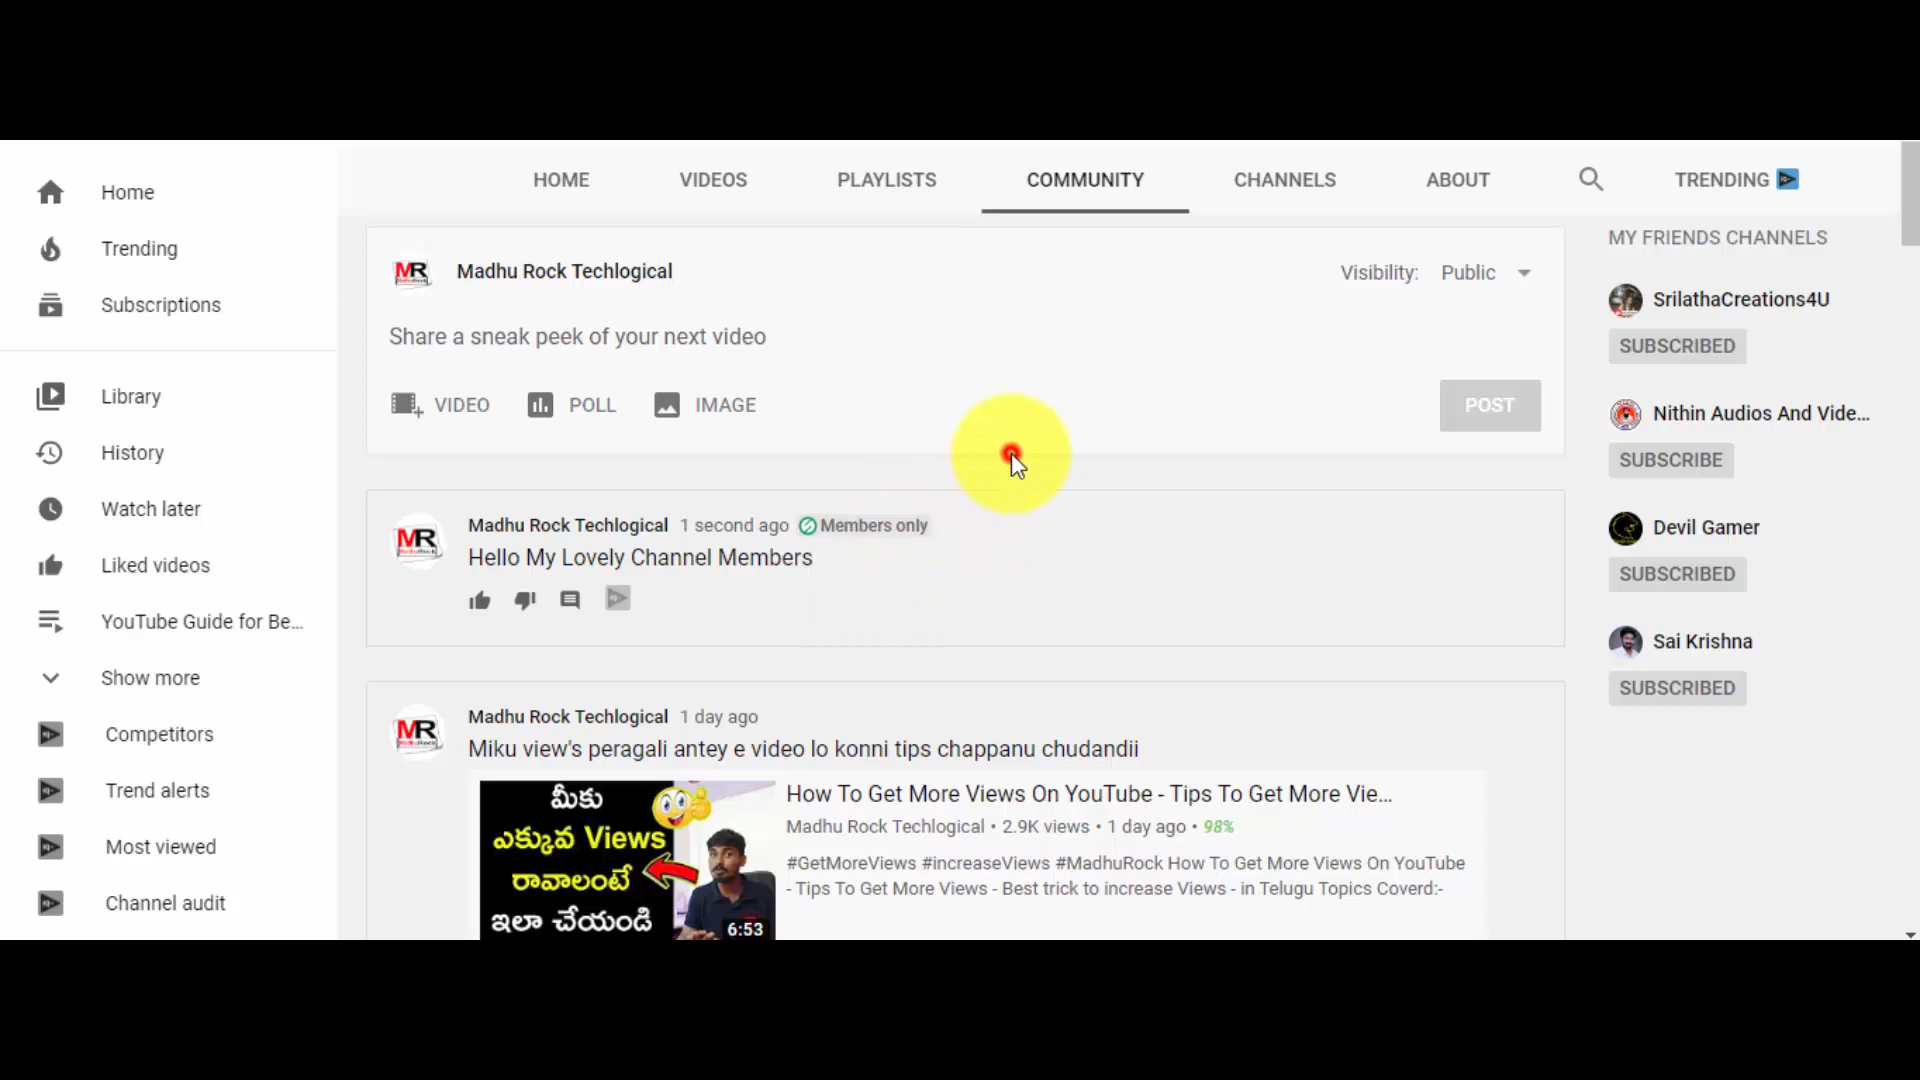 HOME VIDEOS PLAYLISTS COMMUNITY CHANNELS ABOUT TRENDING
Home
Trending
Subscriptions
Library
History
Watch later
Liked videos
YouTube Guide for Be...
Show more
Competitors
Trend alerts
Most viewed
Channel audit
MR
Madhu Rock Techlogical
Visibility: Public
Share a sneak peek of your next video
VIDEO POLL IMAGE
POST
MR
Madhu Rock Techlogical 1 second ago Members only
Hello My Lovely Channel Members
MR
Madhu Rock Techlogical 1 day ago
Miku view's peragali antey e video lo konni tips chappanu chudandii
మీకు
ఎక్కువ Views
రావాలంటే
ఇలా చేయండి
6:53
How To Get More Views On YouTube - Tips To Get More Vie...
Madhu Rock Techlogical • 2.9K views • 1 day ago • 98%
#GetMoreViews #increaseViews #MadhuRock How To Get More Views On YouTube
- Tips To Get More Views - Best trick to increase Views - in Telugu Topics Coverd:-
MY FRIENDS CHANNELS
SrilathaCreations4U
SUBSCRIBED
Nithin Audios And Vide...
SUBSCRIBE
Devil Gamer
SUBSCRIBED
Sai Krishna
SUBSCRIBED